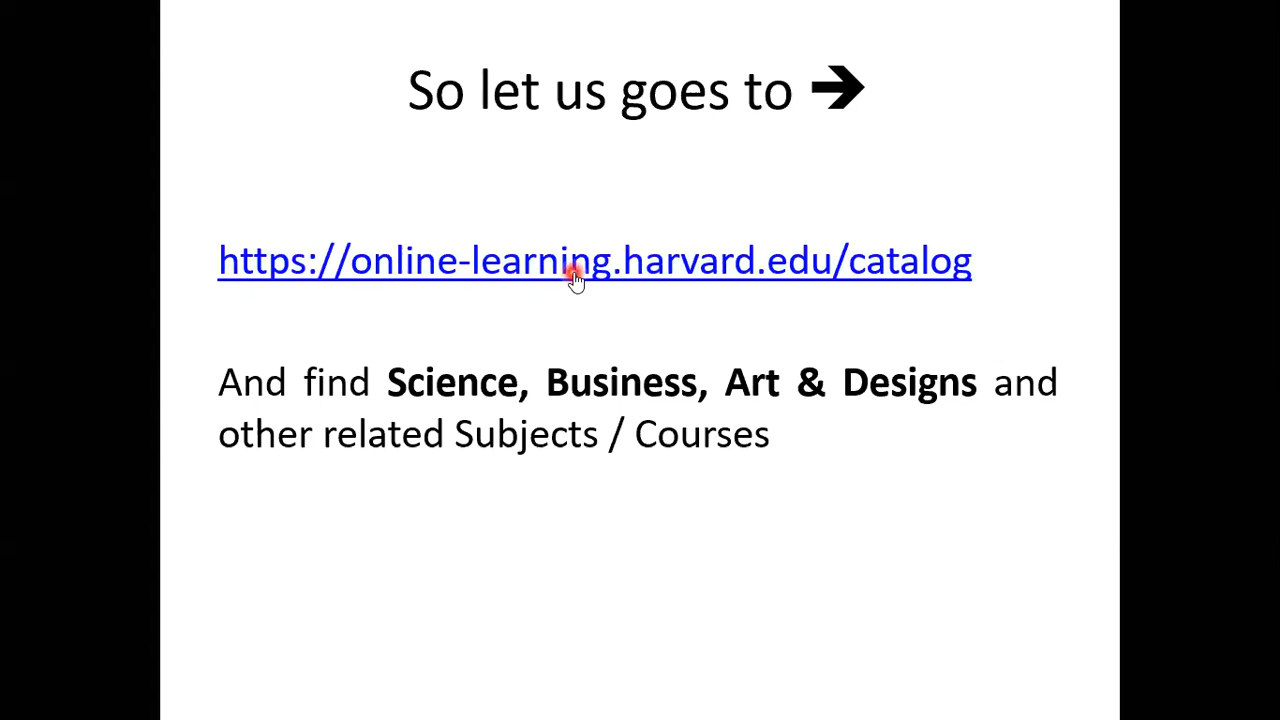 So let us goes to ➔
https://online-learning.harvard.edu/catalog
And find Science, Business, Art & Designs and
other related Subjects / Courses